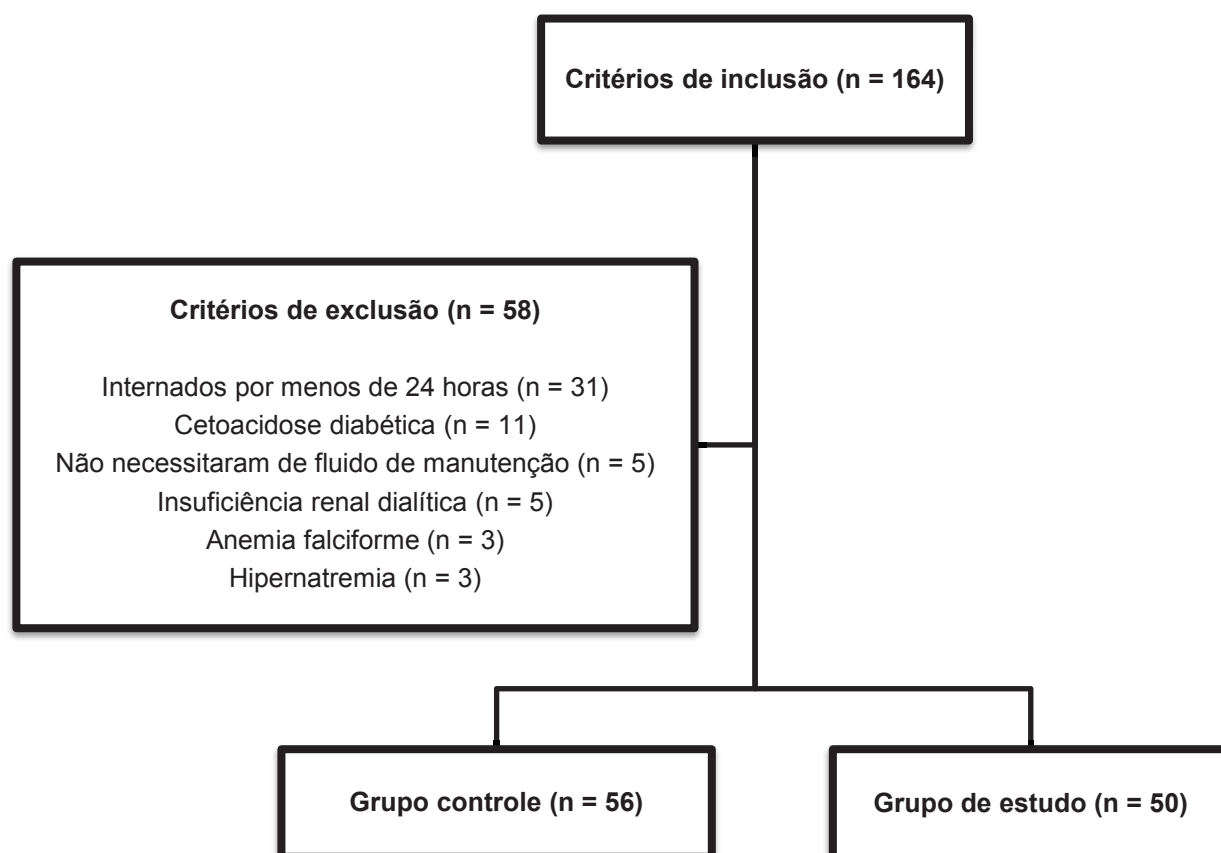 Critérios de inclusão (n = 164)
Critérios de exclusão (n = 58)
Internados por menos de 24 horas (n = 31)
Cetoacidose diabética (n = 11)
Não necessitaram de fluido de manutenção (n = 5)
Insuficiência renal dialítica (n = 5)
Anemia falciforme (n = 3)
Hipernatremia (n = 3)
Grupo controle (n = 56)
Grupo de estudo (n = 50)